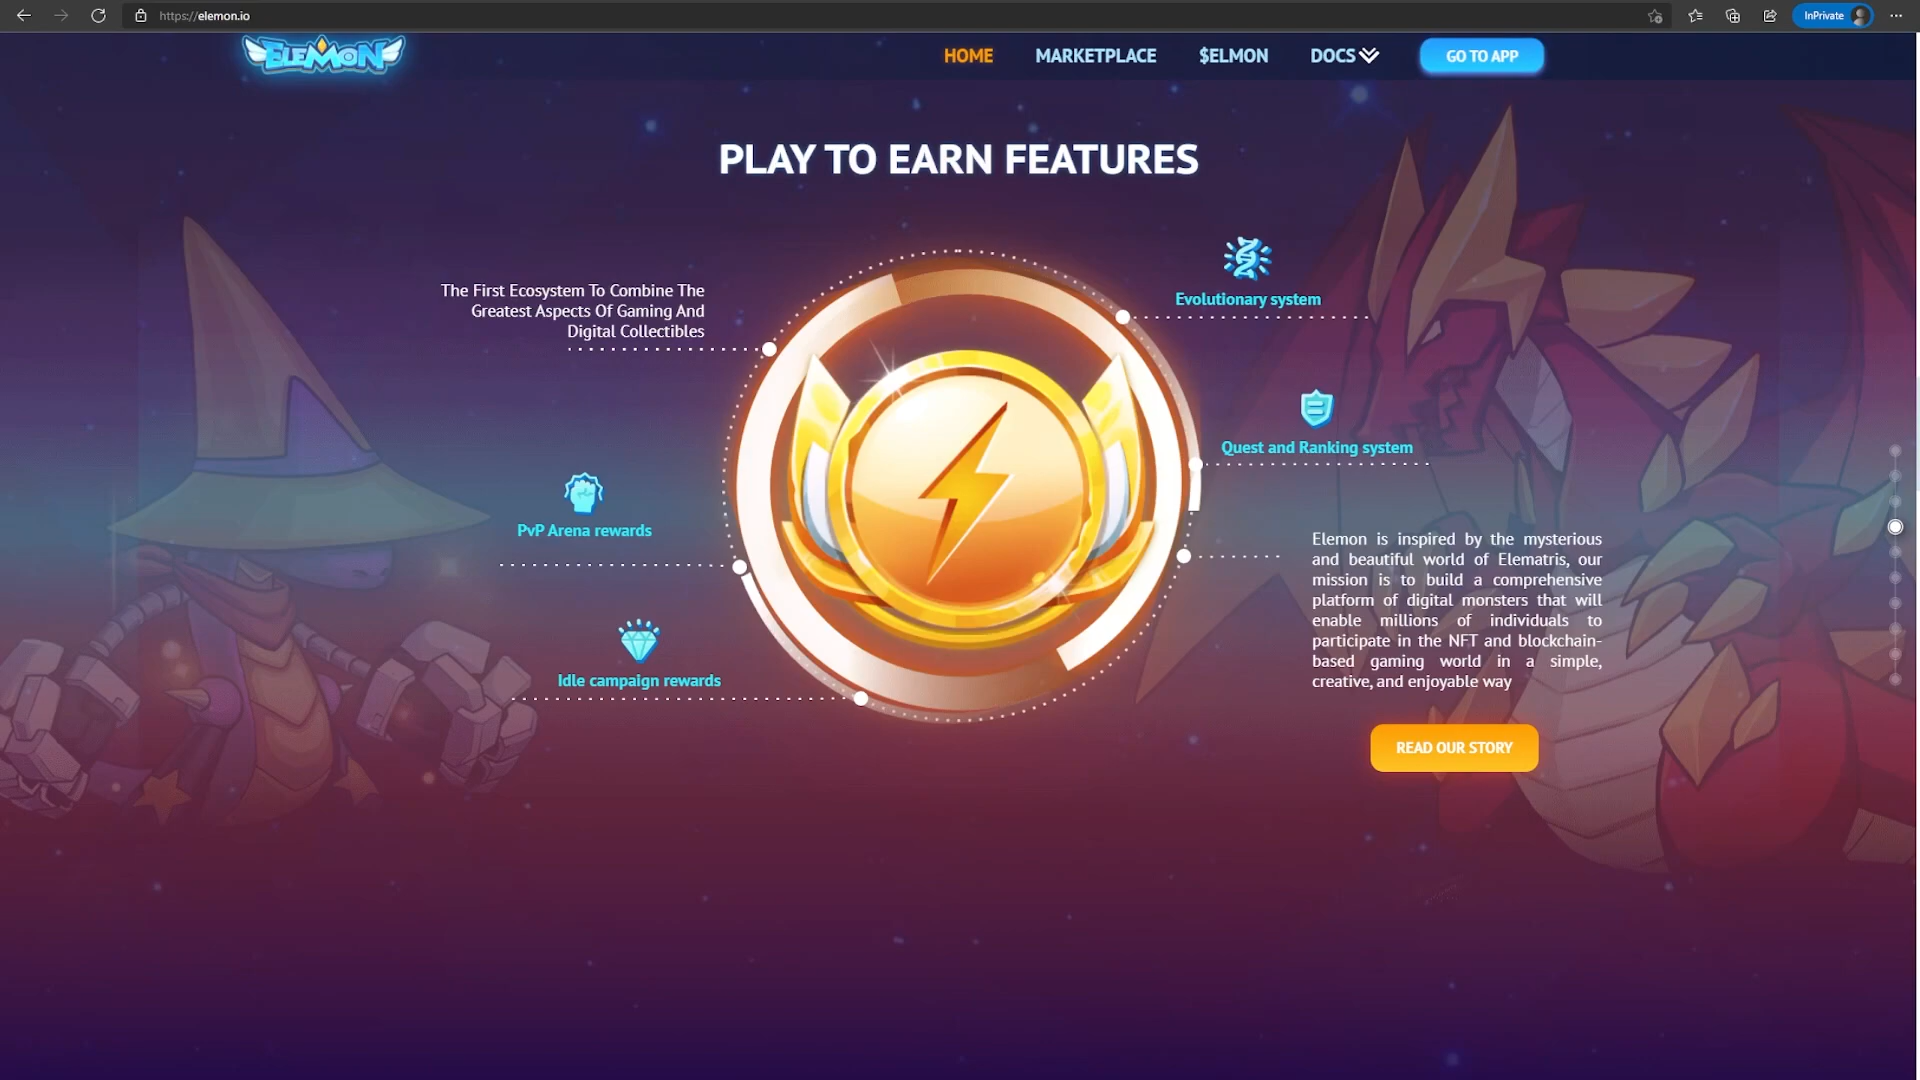 https://elemon.io
InPrivate
ELEMON
HOME
MARKETPLACE
$ELMON
DOCS
GO TO APP
PLAY TO EARN FEATURES
The First Ecosystem To Combine The
Greatest Aspects Of Gaming And
Digital Collectibles
Evolutionary system
Quest and Ranking system
PvP Arena rewards
Idle campaign rewards
Elemon is inspired by the mysterious
and beautiful world of Elematris, our
mission is to build a comprehensive
platform of digital monsters that will
enable millions of individuals to
participate in the NFT and blockchain-
based gaming world in a simple,
creative, and enjoyable way
READ OUR STORY